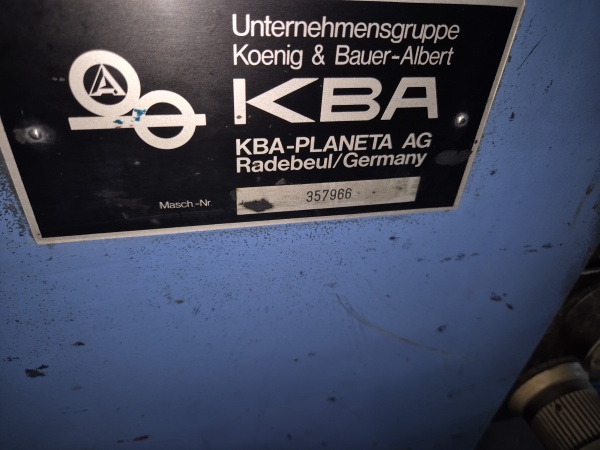 Unternehmensgruppe
Koenig & Bauer-Albert
A
KBA
KBA-PLANETA AG
Radebeul/Germany
Masch.-Nr. 357966